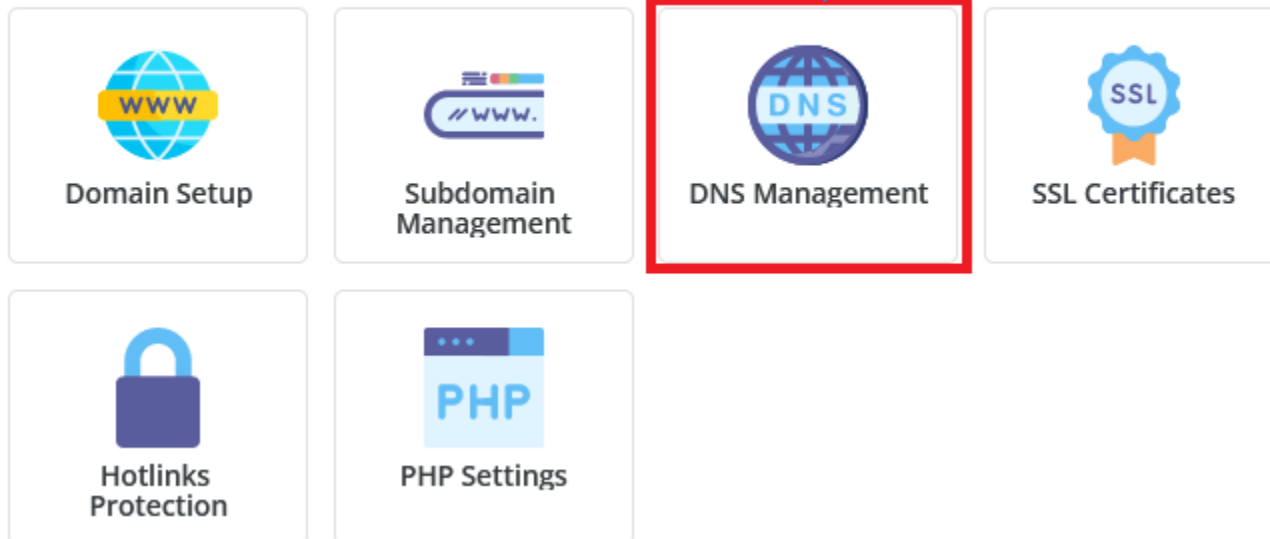 WWW
Domain Setup
//www.
Subdomain
Management
DNS
DNS Management
SSL
SSL Certificates
Hotlinks
Protection
PHP
PHP Settings